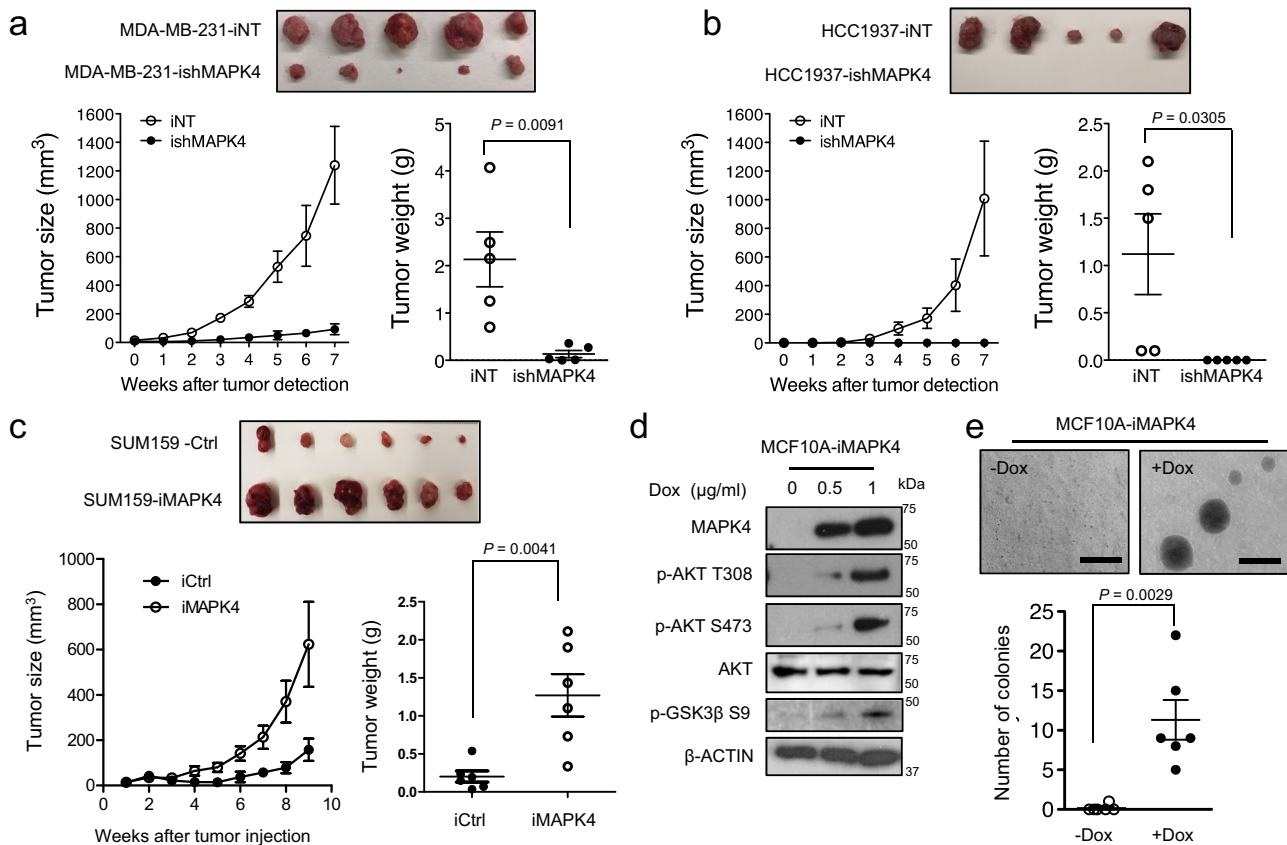 a
MDA-MB-231-iNT
MDA-MB-231-ishMAPK4
Tumor size (mm3)
1600
1400
1200
1000
800
600
400
200
0
iNT
ishMAPK4
0 1 2 3 4 5 6 7
Weeks after tumor detection
Tumor weight (g)
5
4
3
2
1
0
P = 0.0091
iNT ishMAPK4
b
HCC1937-iNT
HCC1937-ishMAPK4
Tumor size (mm3)
1600
1400
1200
1000
800
600
400
200
0
iNT
ishMAPK4
0 1 2 3 4 5 6 7
Weeks after tumor detection
Tumor weight (g)
2.5
2.0
1.5
1.0
0.5
0.0
P = 0.0305
iNT ishMAPK4
c
SUM159 -Ctrl
SUM159-iMAPK4
Tumor size (mm3)
1000
800
600
400
200
0
iCtrl
iMAPK4
0 2 4 6 8 10
Weeks after tumor injection
Tumor weight (g)
2.5
2.0
1.5
1.0
0.5
0.0
P = 0.0041
iCtrl iMAPK4
d
MCF10A-iMAPK4
Dox (µg/ml) 0 0.5 1 kDa
MAPK4 75 50
p-AKT T308 75 50
p-AKT S473 75 50
AKT 75 50
p-GSK3β S9 50
β-ACTIN 37
e
MCF10A-iMAPK4
-Dox +Dox
Number of colonies
25
20
15
10
5
0
P = 0.0029
-Dox +Dox